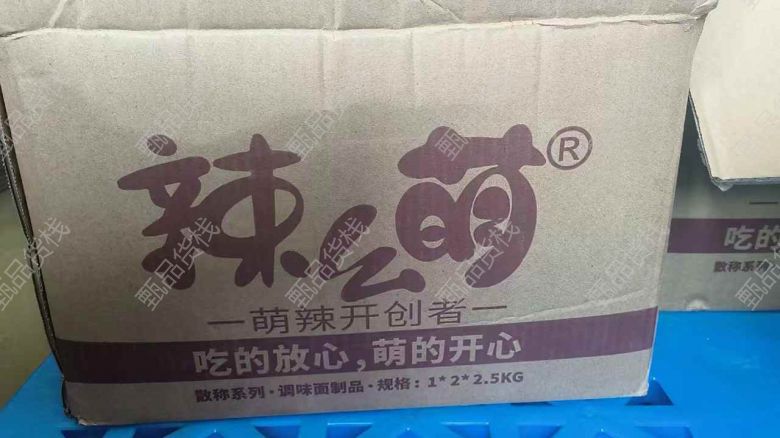 辣么萌®
—萌辣开创者—
吃的放心,萌的开心
散称系列·调味面制品·规格:1*2*2.5KG
吃的
散称系列
甄品货栈